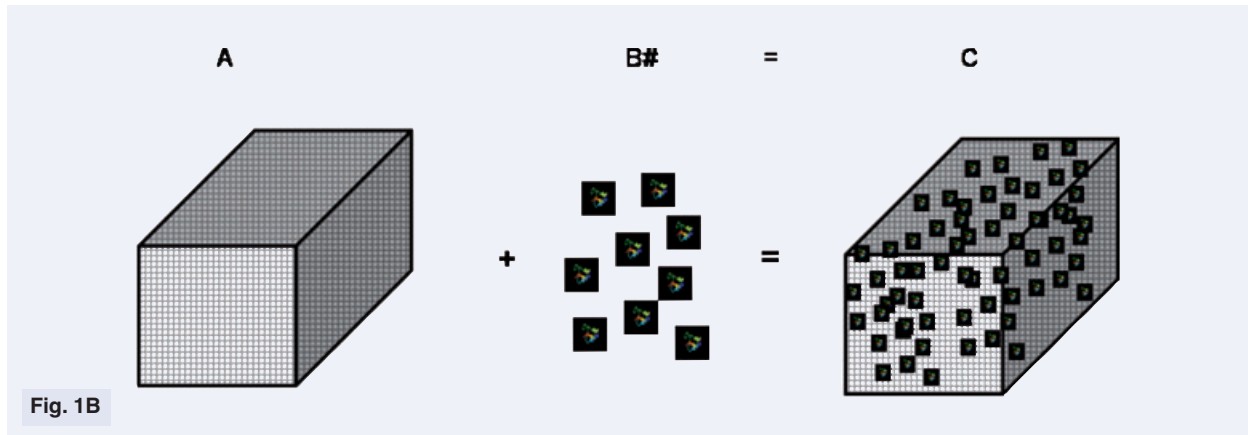 A B# = C
+ =
Fig. 1B